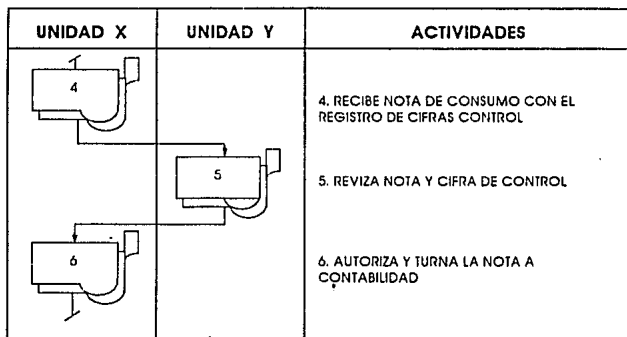 UNIDAD X
UNIDAD Y
ACTIVIDADES
4
4. RECIBE NOTA DE CONSUMO CON EL
REGISTRO DE CIFRAS CONTROL
5
5. REVIZA NOTA Y CIFRA DE CONTROL
6
6. AUTORIZA Y TURNA LA NOTA A
CONTABILIDAD